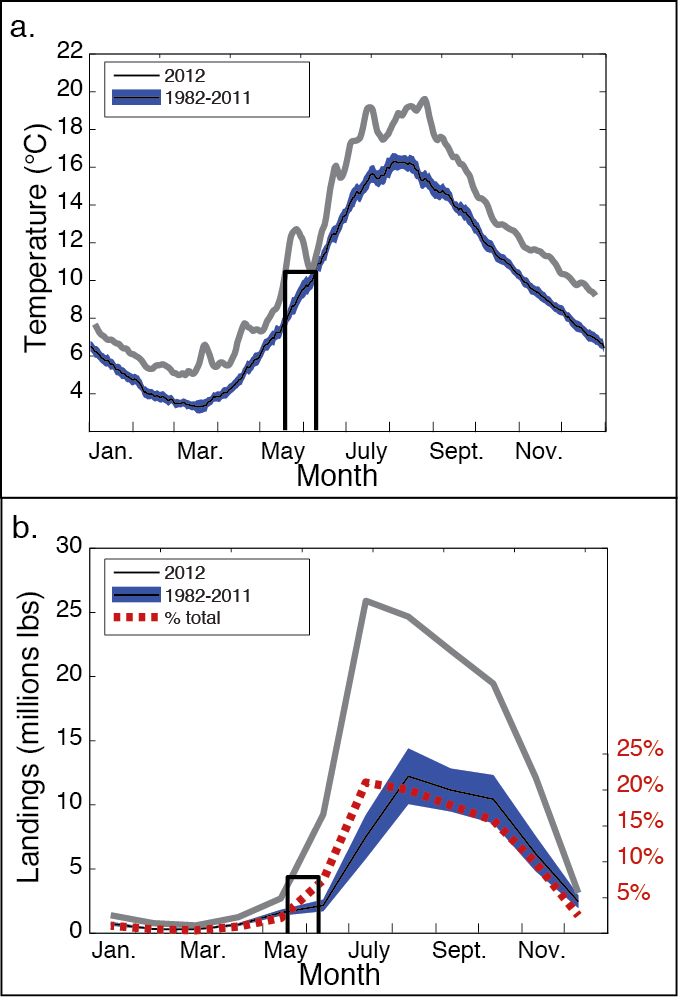 a.
22
20
18
16
14
12
10
8
6
4
Temperature (°C)
2012
1982-2011
Jan. Mar. May July Sept. Nov.
Month
b.
30
25
20
15
10
5
0
Landings (millions lbs)
2012
1982-2011
% total
25%
20%
15%
10%
5%
Jan. Mar. May July Sept. Nov.
Month